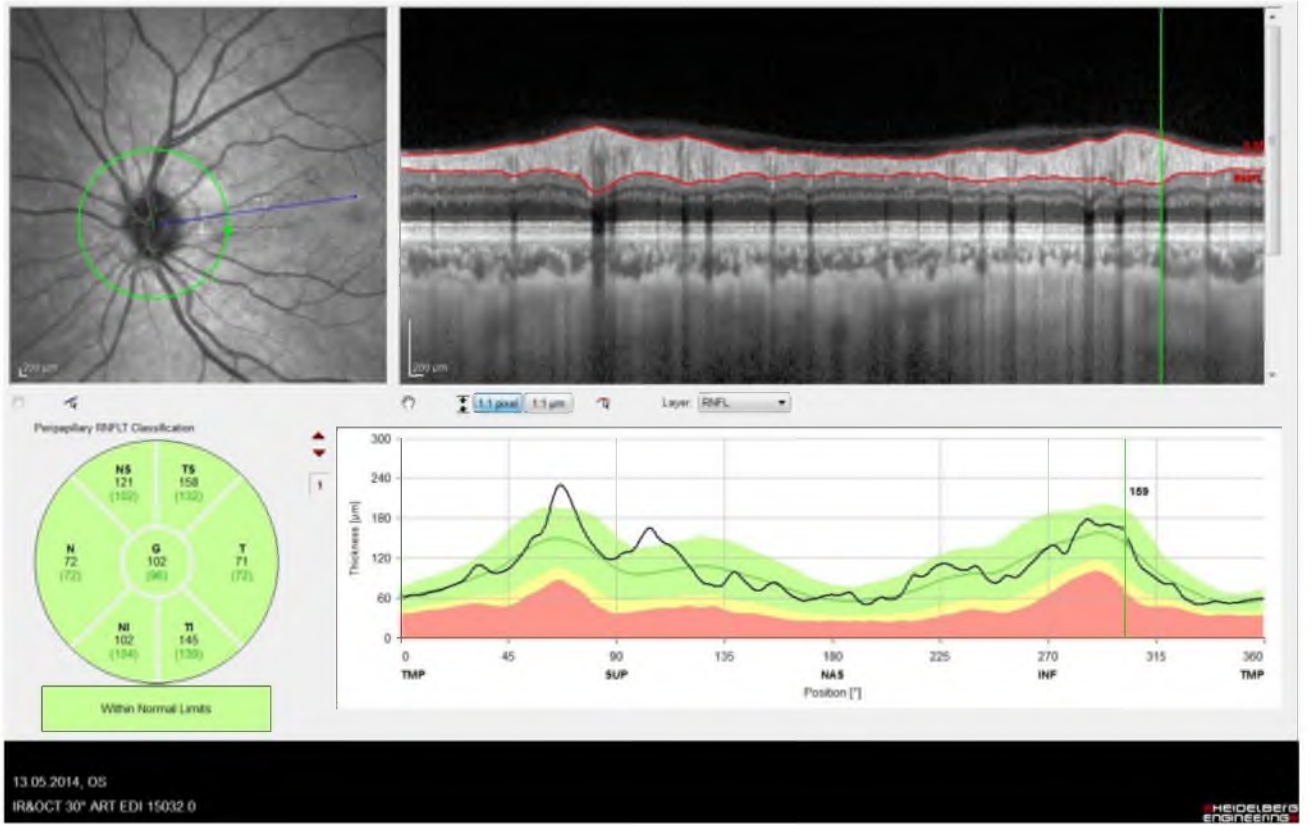 200 µm
200 µm
1:1 pixel 1:1 µm Layer: RNFL
Peripapillary RNFLT Classification
NS
121
(102)
TS
158
(132)
N
72
(72)
G
102
(96)
T
71
(72)
NI
102
(104)
TI
145
(139)
Within Normal Limits
1
Thickness [µm]
300
240
180
120
60
0
159
0 45 90 135 180 225 270 315 360
TMP SUP NAS INF TMP
Position [°]
13.05.2014, OS
IR&OCT 30° ART EDI 15032.0
HEIDELBERG
ENGINEERING